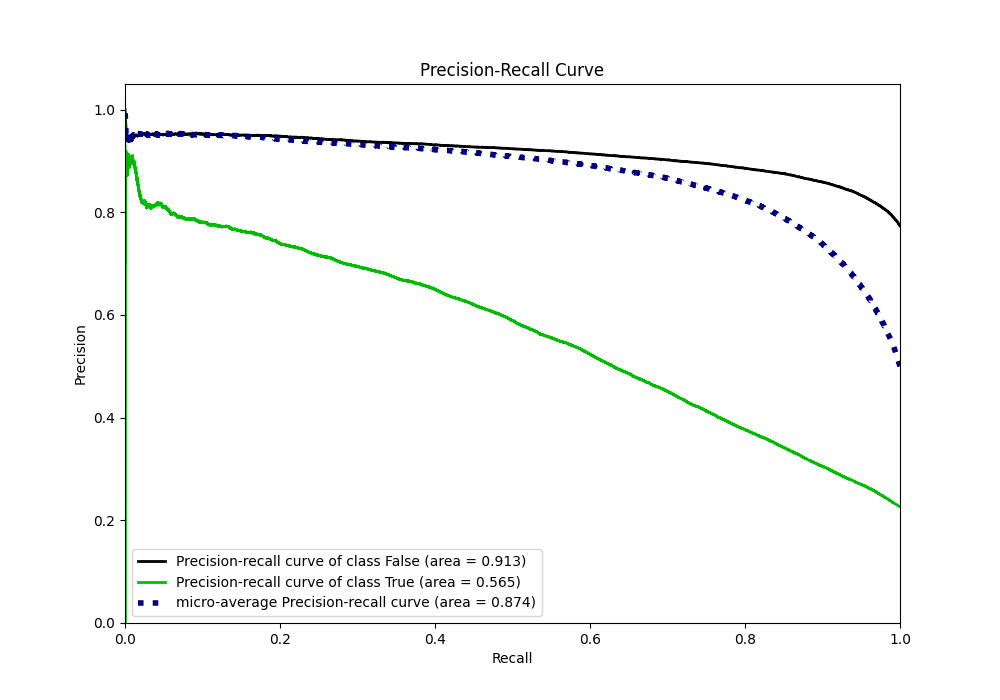 Precision-Recall Curve
1.0
0.8
0.6
0.4
0.2
0.0
Precision
Precision-recall curve of class False (area = 0.913)
Precision-recall curve of class True (area = 0.565)
micro-average Precision-recall curve (area = 0.874)
0.0 0.2 0.4 0.6 0.8 1.0
Recall